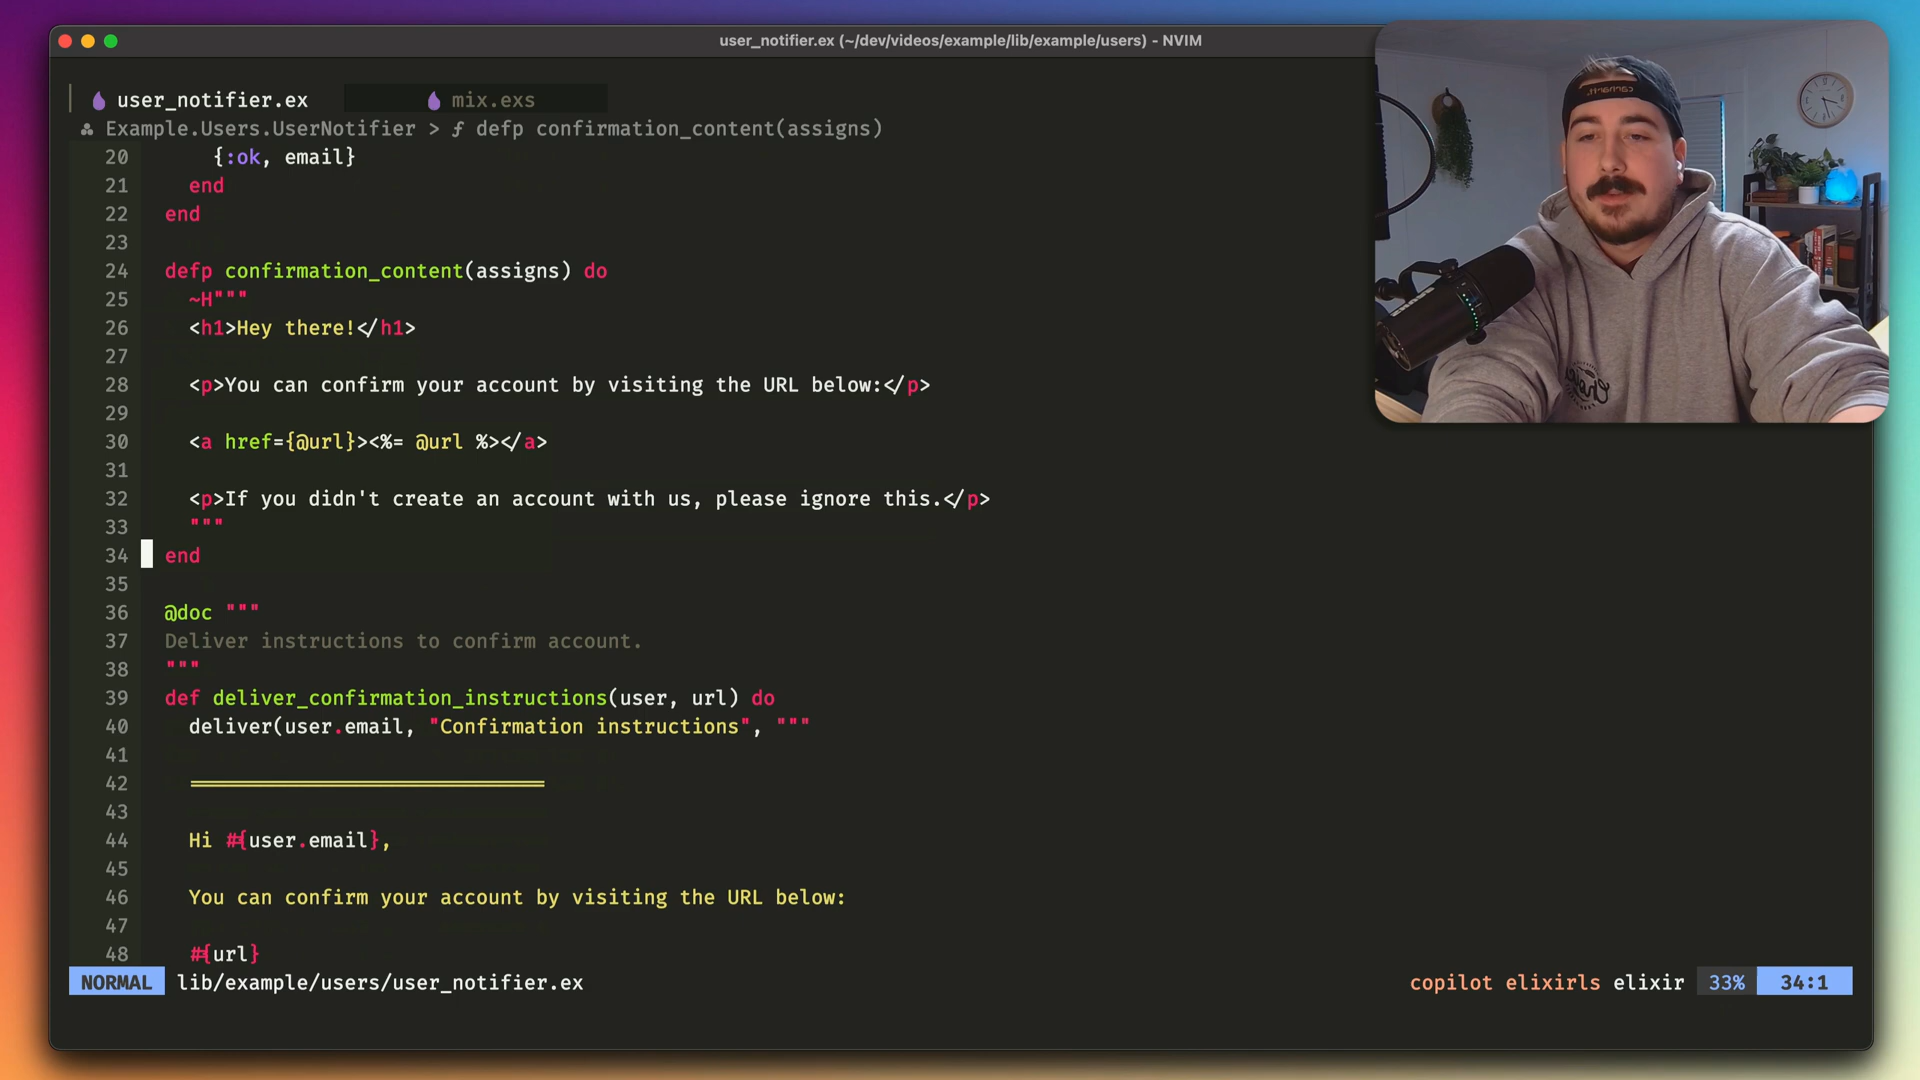 user_notifier.ex (~/dev/videos/example/lib/example/users) - NVIM
user_notifier.ex mix.exs
Example.Users.UserNotifier > ƒ defp confirmation_content(assigns)
20 {:ok, email}
21 end
22 end
23
24 defp confirmation_content(assigns) do
25 ~H"""
26 <h1>Hey there!</h1>
27
28 <p>You can confirm your account by visiting the URL below:</p>
29
30 <a href={@url}><%= @url %></a>
31
32 <p>If you didn't create an account with us, please ignore this.</p>
33 """
34 end
35
36 @doc """
37 Deliver instructions to confirm account.
38 """
39 def deliver_confirmation_instructions(user, url) do
40 deliver(user.email, "Confirmation instructions", """
41
42 ==============================
43
44 Hi #{user.email},
45
46 You can confirm your account by visiting the URL below:
47
48 #{url}
NORMAL lib/example/users/user_notifier.ex copilot elixirls elixir 33% 34:1